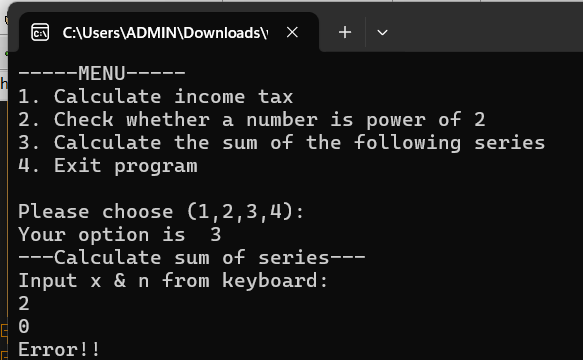 C:\Users\ADMIN\Downloads\
-----MENU-----
1. Calculate income tax
2. Check whether a number is power of 2
3. Calculate the sum of the following series
4. Exit program
Please choose (1,2,3,4):
Your option is  3
---Calculate sum of series---
Input x & n from keyboard:
2
0
Error!!